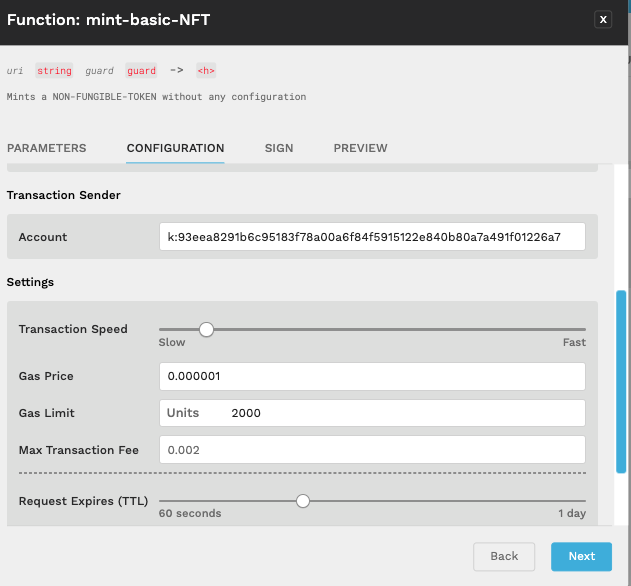 Function: mint-basic-NFT
x
uri string guard guard -> <h>
Mints a NON-FUNGIBLE-TOKEN without any configuration
PARAMETERS CONFIGURATION SIGN PREVIEW
Transaction Sender
Account k:93eea8291b6c95183f78a00a6f84f5915122e840b80a7a491f01226a7
Settings
Transaction Speed
Slow Fast
Gas Price 0.000001
Gas Limit Units 2000
Max Transaction Fee 0.002
Request Expires (TTL)
60 seconds 1 day
Back Next